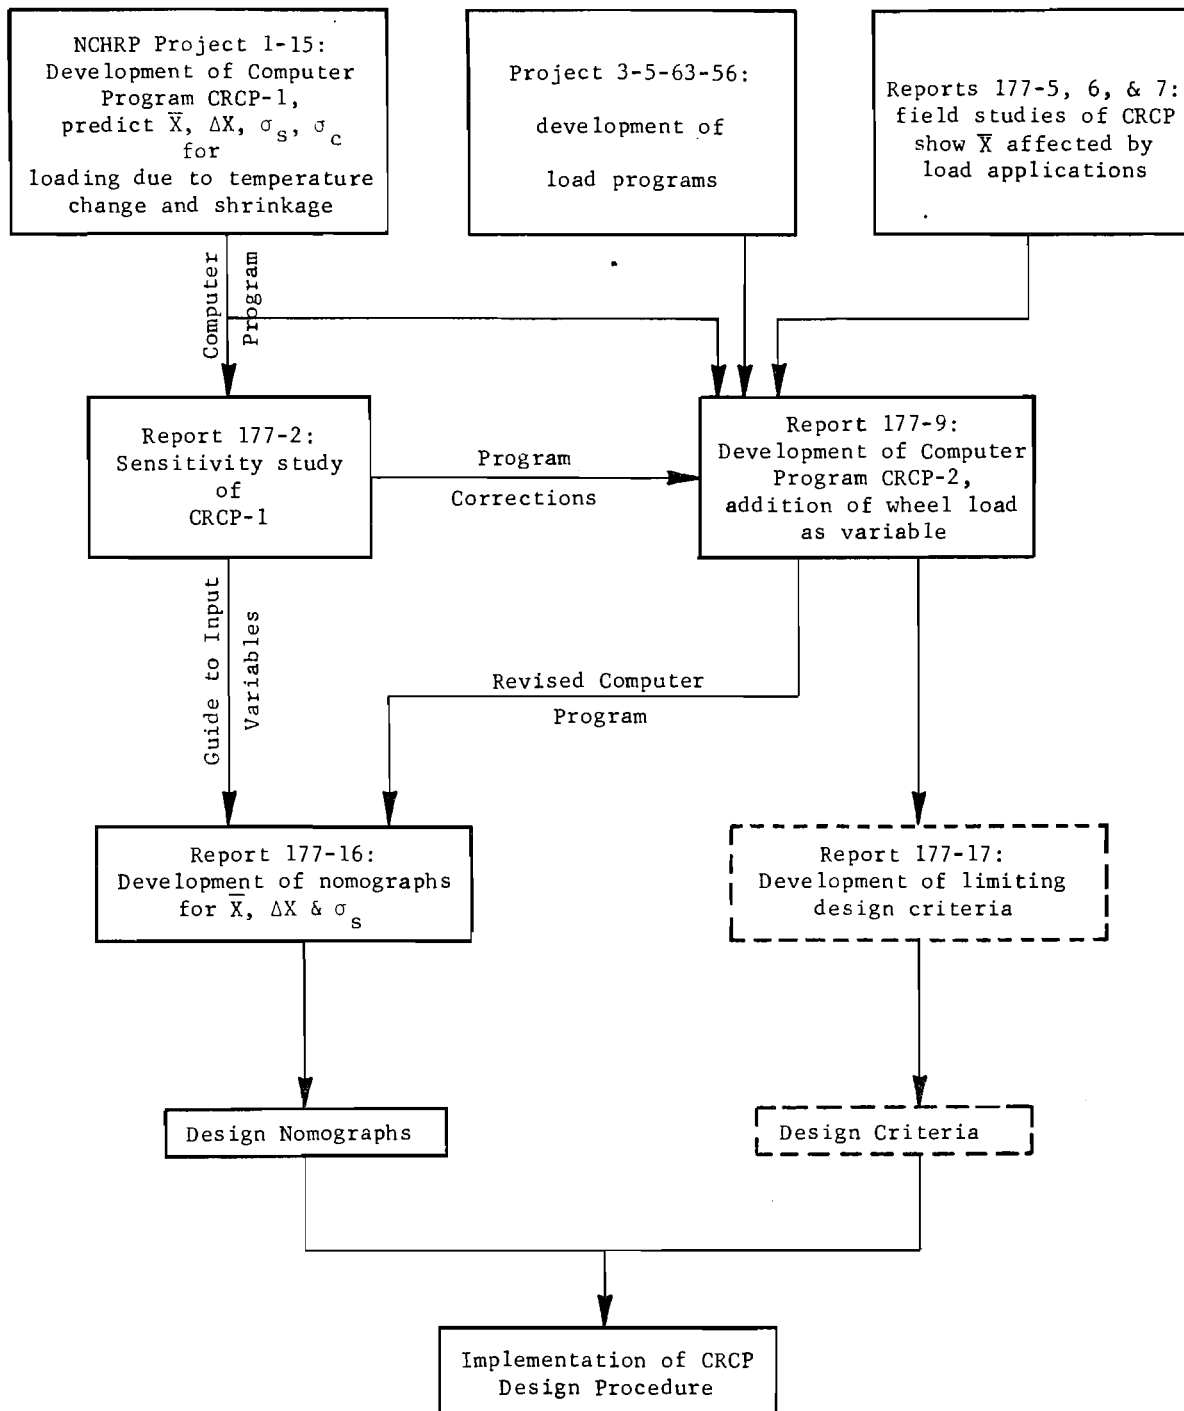 NCHRP Project 1-15:
Development of Computer
Program CRCP-1,
predict X̅, ΔX, σs, σc
for
loading due to temperature
change and shrinkage
Project 3-5-63-56:
development of
load programs
Reports 177-5, 6, & 7:
field studies of CRCP
show X̅ affected by
load applications
Computer
Program
Report 177-2:
Sensitivity study
of
CRCP-1
Program
Corrections
Report 177-9:
Development of Computer
Program CRCP-2,
addition of wheel load
as variable
Guide to Input
Variables
Revised Computer
Program
Report 177-16:
Development of nomographs
for X̅, ΔX & σs
Report 177-17:
Development of limiting
design criteria
Design Nomographs
Design Criteria
Implementation of CRCP
Design Procedure